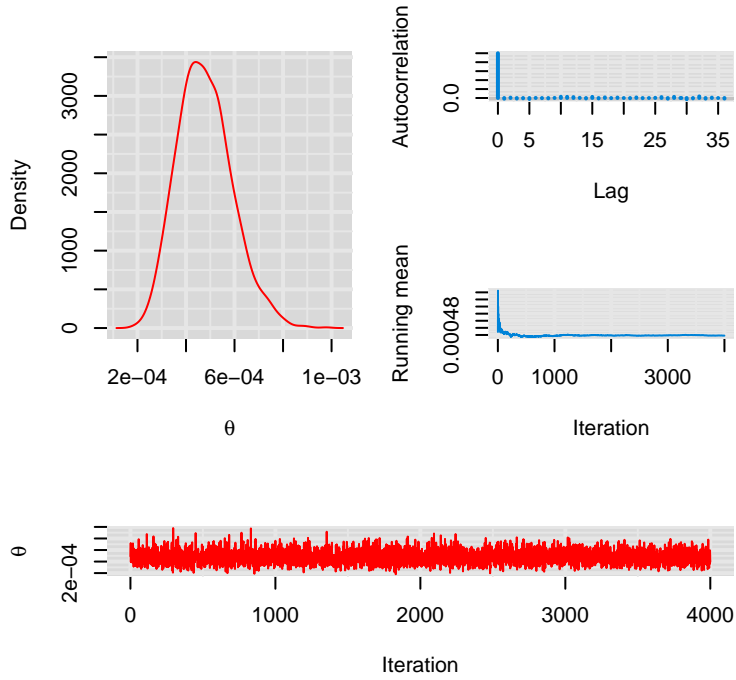 Density
0
1000
2000
3000
2e−04
6e−04
1e−03
θ
Autocorrelation
0.0
0
5
15
25
35
Lag
Running mean
0.00048
0
1000
3000
Iteration
θ
2e−04
0
1000
2000
3000
4000
Iteration